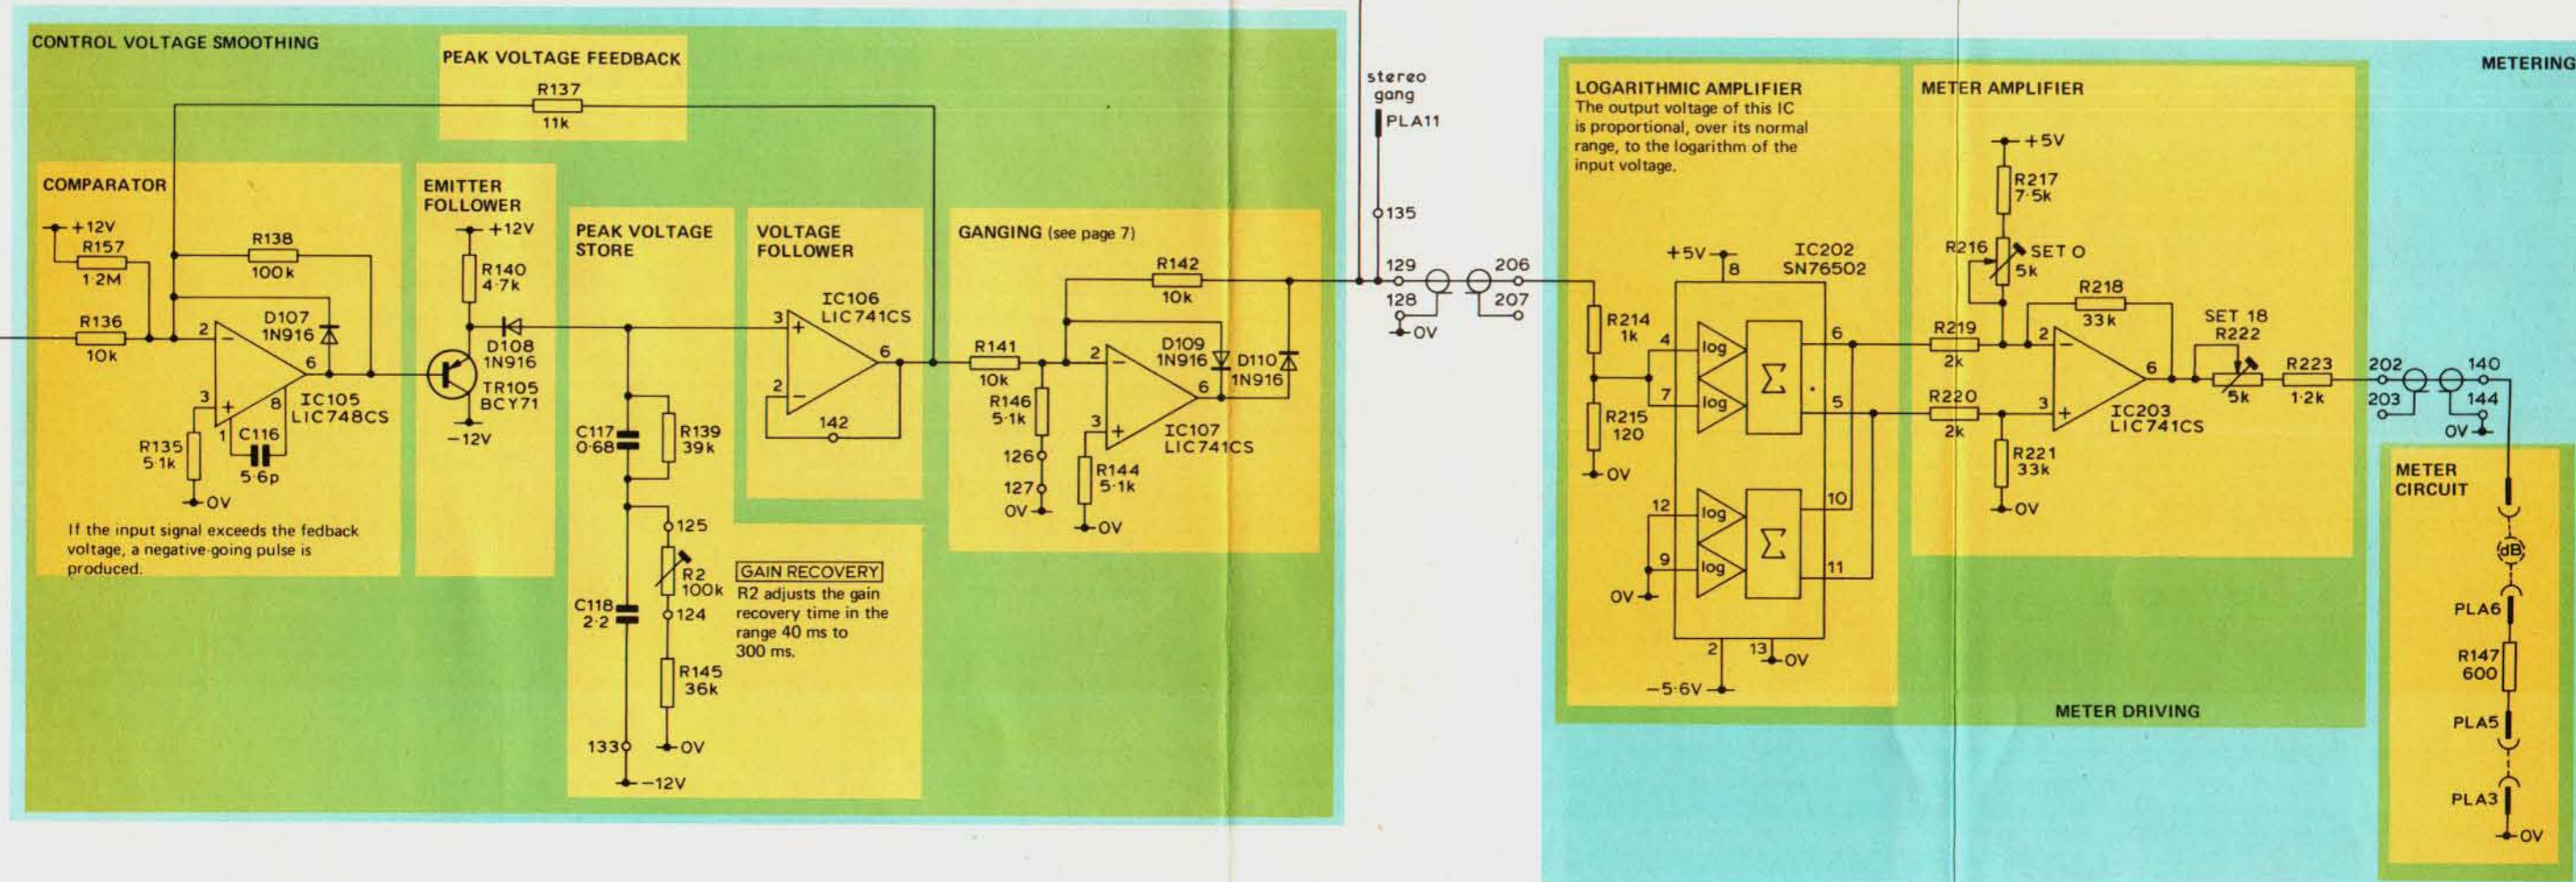 CONTROL VOLTAGE SMOOTHING
PEAK VOLTAGE FEEDBACK
R137
11k
COMPARATOR
+12V
R157
1·2M
R138
100k
R136
10k
2
−
D107
1N916
6
3
+
8
IC105
LIC748CS
1
C116
5·6p
R135
5·1k
0V
If the input signal exceeds the fedback
voltage, a negative-going pulse is
produced.
EMITTER
FOLLOWER
+12V
R140
4·7k
D108
1N916
TR105
BCY71
−12V
PEAK VOLTAGE
STORE
C117
0·68
R139
39k
125
R2
100k
124
C118
2·2
R145
36k
133
0V
−12V
GAIN RECOVERY
R2 adjusts the gain
recovery time in the
range 40 ms to
300 ms.
VOLTAGE
FOLLOWER
IC106
LIC741CS
3
+
6
2
−
142
GANGING (see page 7)
R142
10k
R141
10k
2
−
D109
1N916
D110
1N916
6
R146
5·1k
3
+
IC107
LIC741CS
126
127
0V
R144
5·1k
0V
stereo
gang
PLA11
135
129
128
0V
206
207
METERING
LOGARITHMIC AMPLIFIER
The output voltage of this IC
is proportional, over its normal
range, to the logarithm of the
input voltage.
+5V
8
IC202
SN76502
R214
1k
4
log
7
log
Σ
6
5
R215
120
0V
12
log
9
log
Σ
10
11
0V
2
13
0V
−5·6V
METER AMPLIFIER
+5V
R217
7·5k
R216
SET 0
5k
R218
33k
R219
2k
2
−
6
R220
2k
3
+
IC203
LIC741CS
R221
33k
0V
SET 18
R222
5k
R223
1·2k
202
203
140
144
0V
METER DRIVING
METER
CIRCUIT
dB
PLA6
R147
600
PLA5
PLA3
0V